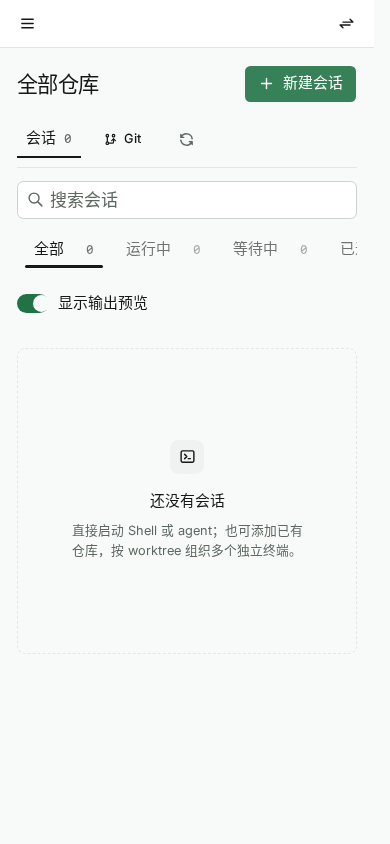 全部仓库
新建会话
会话 0
Git
搜索会话
全部 0 运行中 0 等待中 0
显示输出预览
还没有会话
直接启动 Shell 或 agent；也可添加已有
仓库，按 worktree 组织多个独立终端。